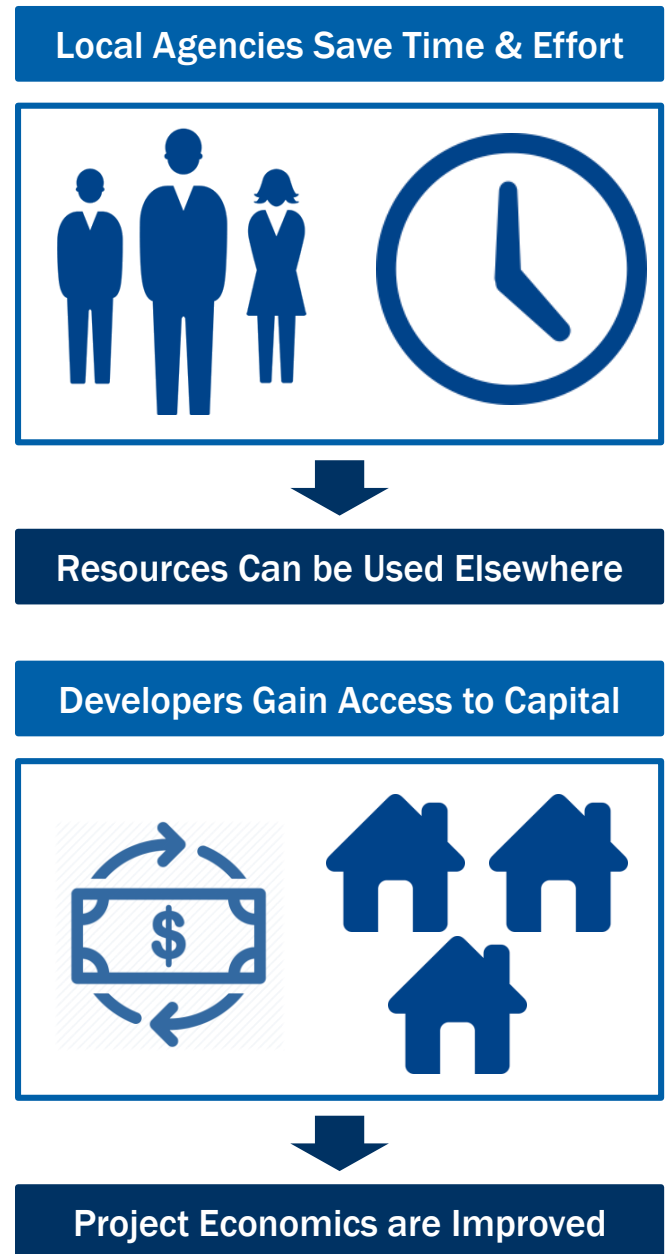 Local Agencies Save Time & Effort
Resources Can be Used Elsewhere
Developers Gain Access to Capital
$
Project Economics are Improved